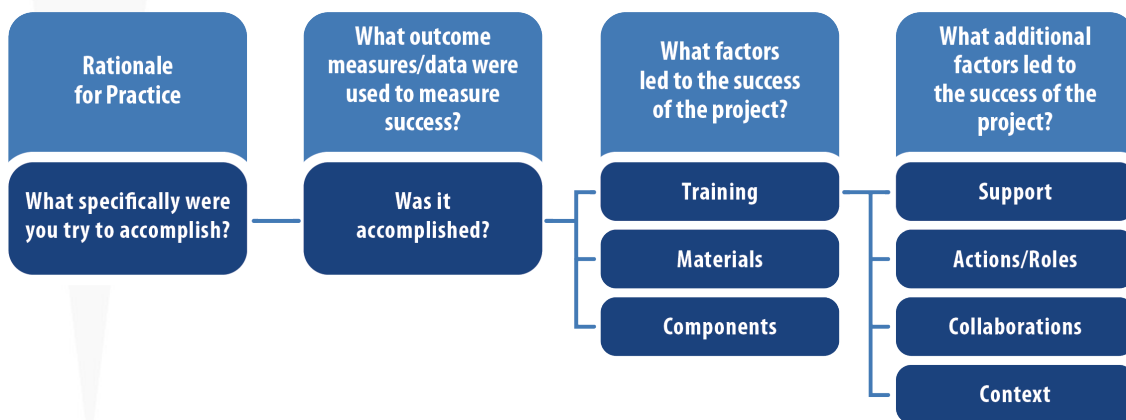 Rationale
for Practice
What specifically were
you try to accomplish?
What outcome
measures/data were
used to measure
success?
Was it
accomplished?
What factors
led to the success
of the project?
Training
Materials
Components
What additional
factors led to
the success of the
project?
Support
Actions/Roles
Collaborations
Context